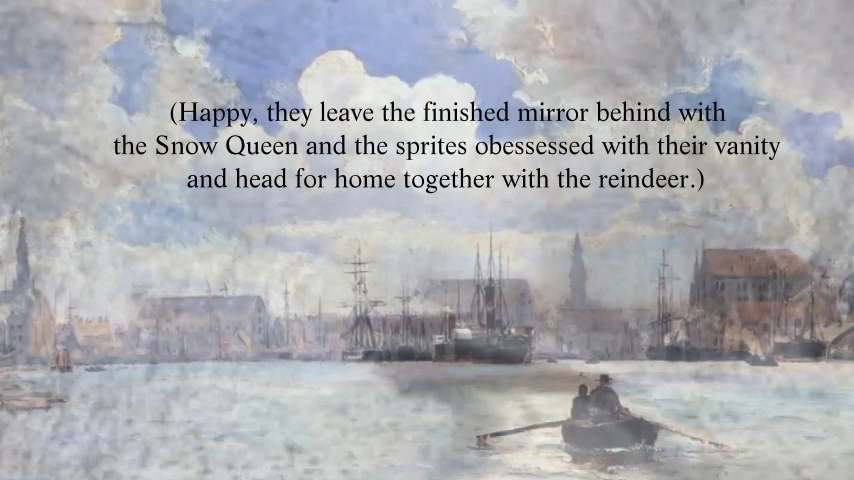 (Happy, they leave the finished mirror behind with
the Snow Queen and the sprites obessessed with their vanity
and head for home together with the reindeer.)